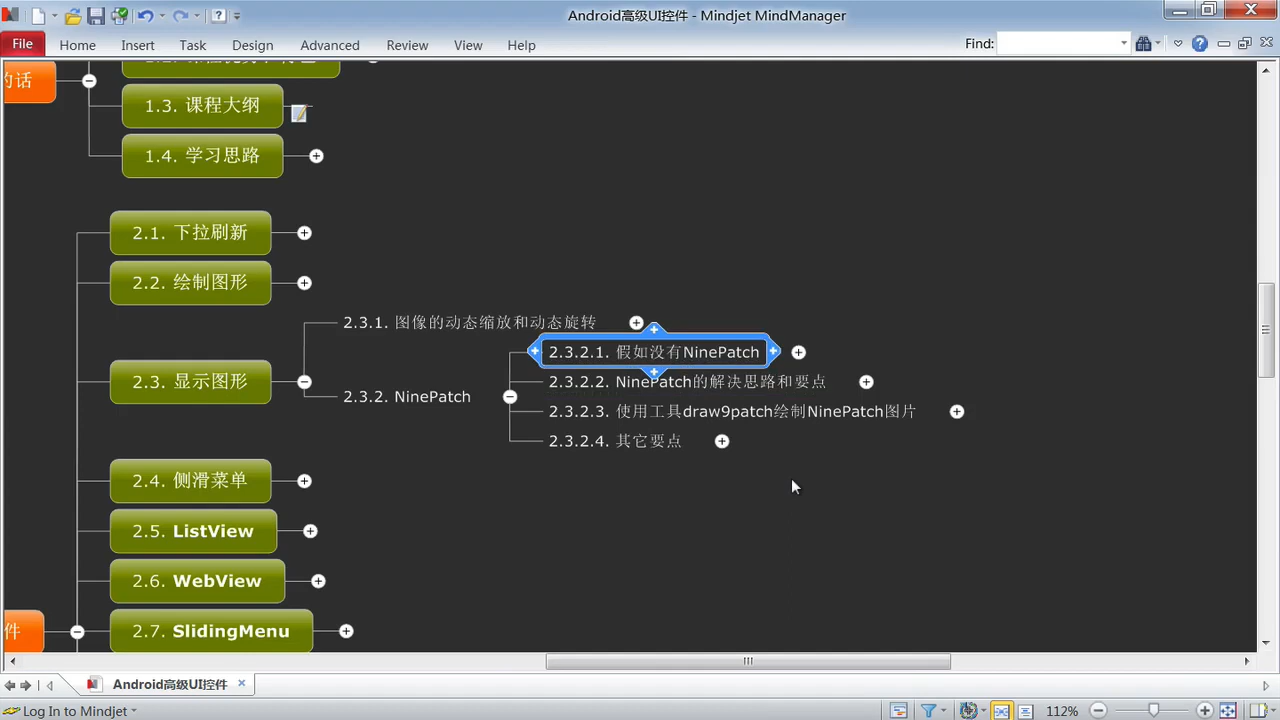 Android高级UI控件 - Mindjet MindManager
File Home Insert Task Design Advanced Review View Help Find:
的话
1.3. 课程大纲
1.4. 学习思路
2.1. 下拉刷新
2.2. 绘制图形
2.3.1. 图像的动态缩放和动态旋转
2.3.2.1. 假如没有NinePatch
2.3. 显示图形
2.3.2.2. NinePatch的解决思路和要点
2.3.2. NinePatch
2.3.2.3. 使用工具draw9patch绘制NinePatch图片
2.3.2.4. 其它要点
2.4. 侧滑菜单
2.5. ListView
2.6. WebView
件
2.7. SlidingMenu
Android高级UI控件
Log In to Mindjet
112%